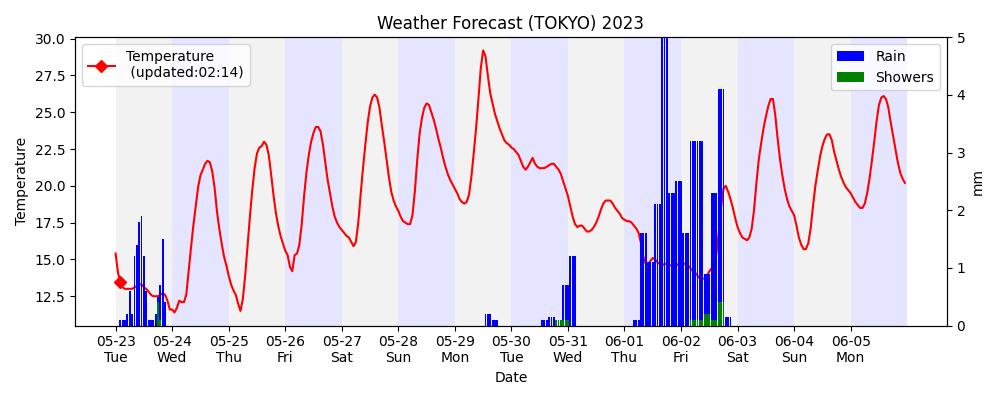 Weather Forecast (TOKYO) 2023
Temperature
(updated:02:14)
Rain
Showers
Temperature
30.0
27.5
25.0
22.5
20.0
17.5
15.0
12.5
5
4
3
2
1
0
mm
05-23 05-24 05-25 05-26 05-27 05-28 05-29 05-30 05-31 06-01 06-02 06-03 06-04 06-05
Tue Wed Thu Fri Sat Sun Mon Tue Wed Thu Fri Sat Sun Mon
Date